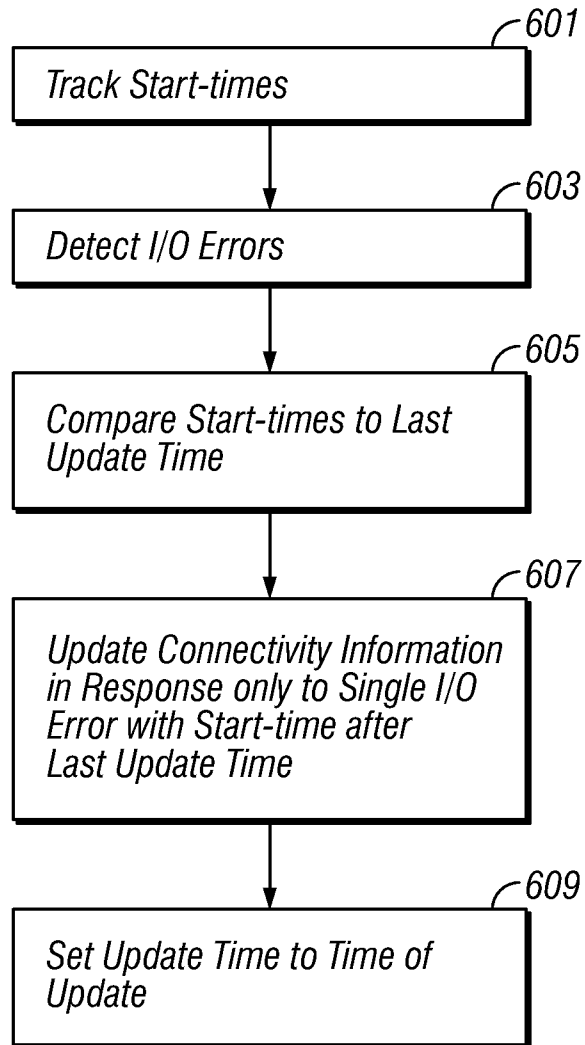 601
Track Start-times
603
Detect I/O Errors
605
Compare Start-times to Last
Update Time
607
Update Connectivity Information
in Response only to Single I/O
Error with Start-time after
Last Update Time
609
Set Update Time to Time of
Update